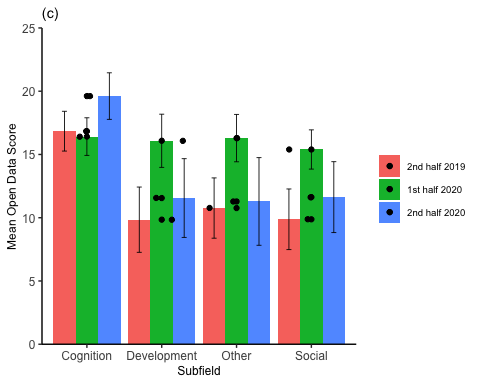 (c)
25
20
15
10
5
0
Mean Open Data Score
Cognition Development Other Social
Subfield
2nd half 2019
1st half 2020
2nd half 2020